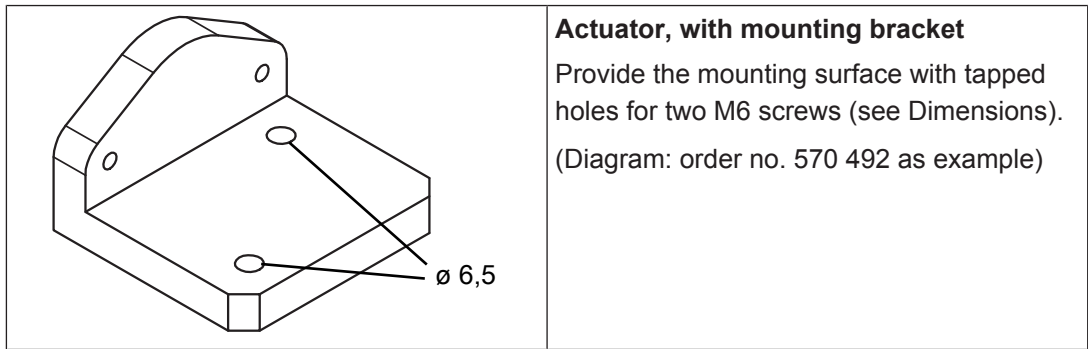 Actuator, with mounting bracket
Provide the mounting surface with tapped
holes for two M6 screws (see Dimensions).
(Diagram: order no. 570 492 as example)
ø 6,5